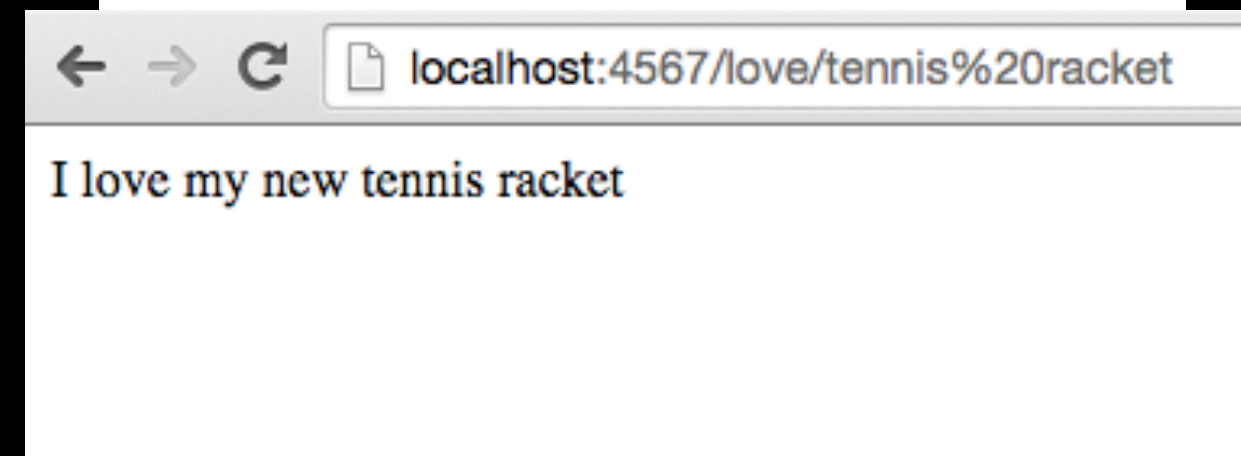 localhost:4567/love/tennis%20racket
I love my new tennis racket